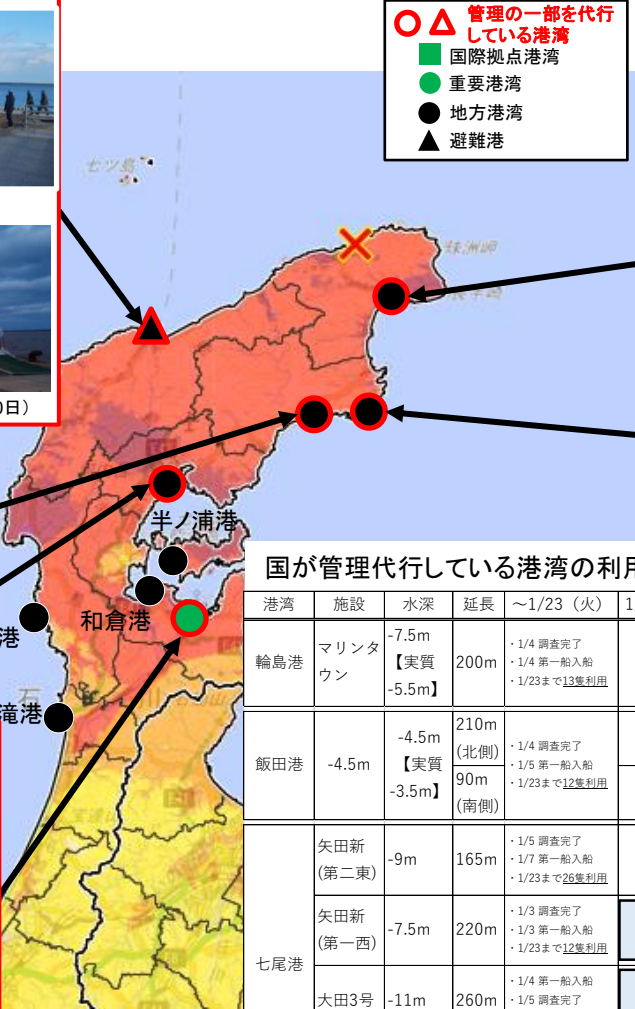 管理の一部を代行
している港湾
国際拠点港湾
重要港湾
地方港湾
避難港
七ツ島
珠洲岬
日）
半ノ浦港
和倉港
港
滝港
石
川
国が管理代行している港湾の利用
港湾 施設 水深 延長 ～1/23（火） 1
輪島港 マリンタウン -7.5m 【実質 -5.5m】 200m
・1/4 調査完了
・1/4 第一船入船
・1/23まで13隻利用
飯田港 -4.5m -4.5m 【実質 -3.5m】
210m (北側)
90m (南側)
・1/4 調査完了
・1/5 第一船入船
・1/23まで12隻利用
七尾港
矢田新 (第二東) -9m 165m
・1/5 調査完了
・1/7 第一船入船
・1/23まで26隻利用
矢田新 (第一西) -7.5m 220m
・1/3 調査完了
・1/3 第一船入船
・1/23まで12隻利用
大田3号 -11m 260m
・1/4 第一船入船
・1/5 調査完了